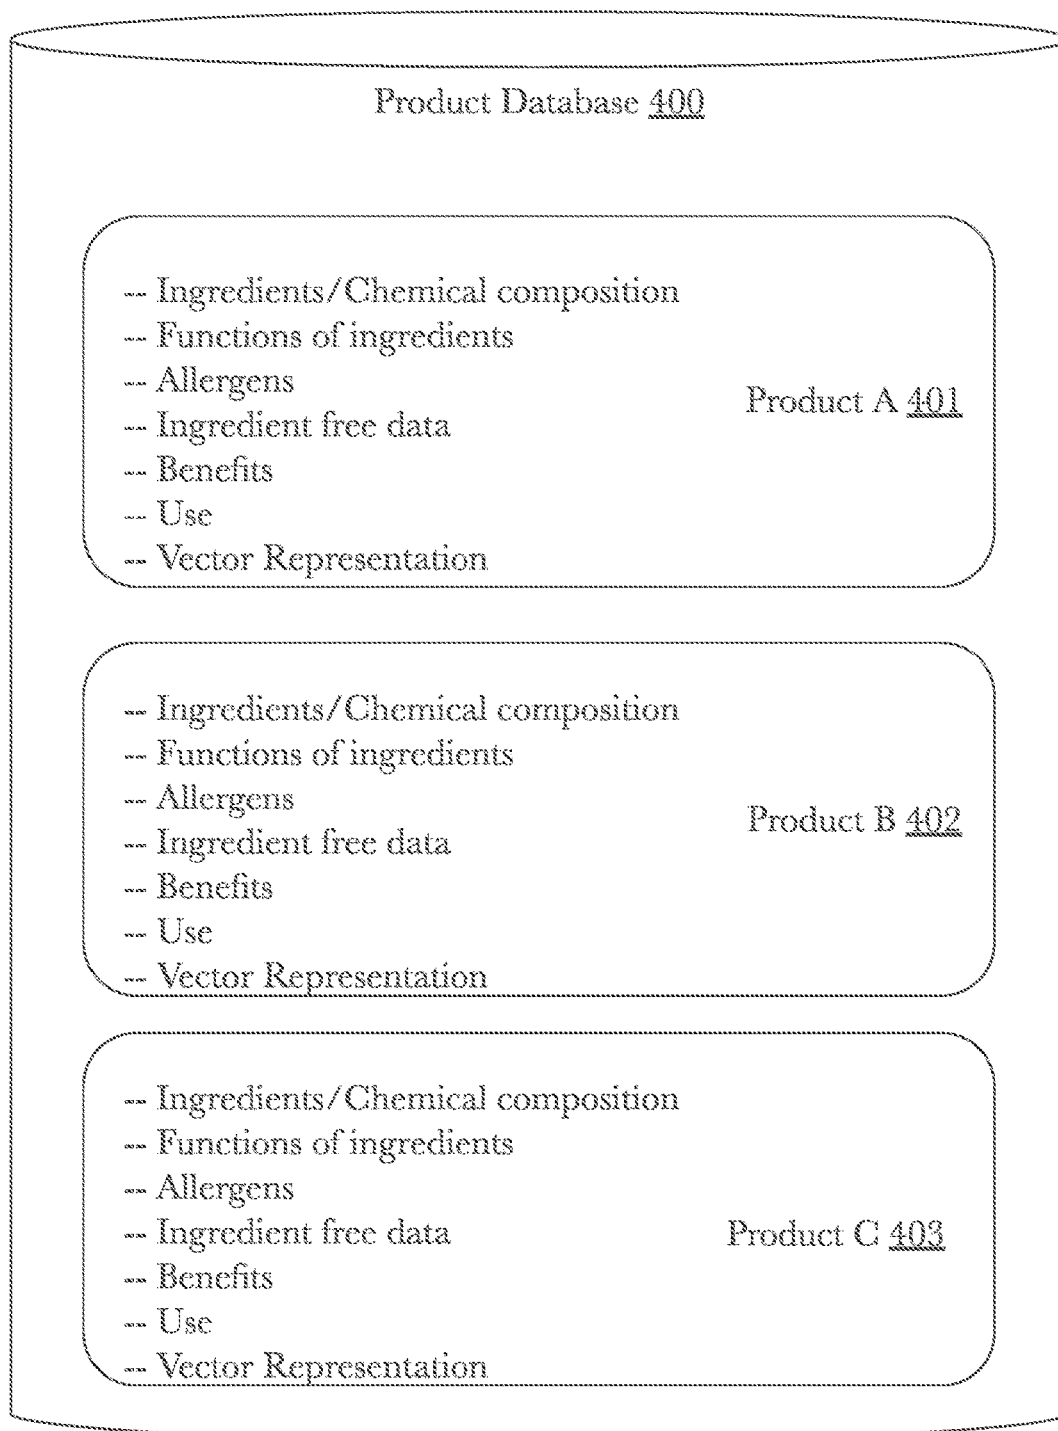 Product Database 400
-- Ingredients/Chemical composition
-- Functions of ingredients
-- Allergens
Product A 401
-- Ingredient free data
-- Benefits
-- Use
-- Vector Representation
-- Ingredients/Chemical composition
-- Functions of ingredients
-- Allergens
Product B 402
-- Ingredient free data
-- Benefits
-- Use
-- Vector Representation
-- Ingredients/Chemical composition
-- Functions of ingredients
-- Allergens
-- Ingredient free data
Product C 403
-- Benefits
-- Use
-- Vector Representation